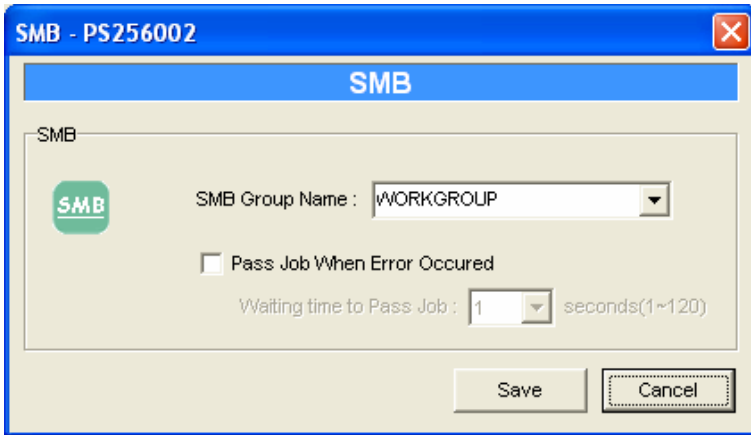 SMB - PS256002
SMB
SMB
SMB
SMB Group Name : WORKGROUP
Pass Job When Error Occured
Waiting time to Pass Job : 1 seconds(1~120)
Save Cancel